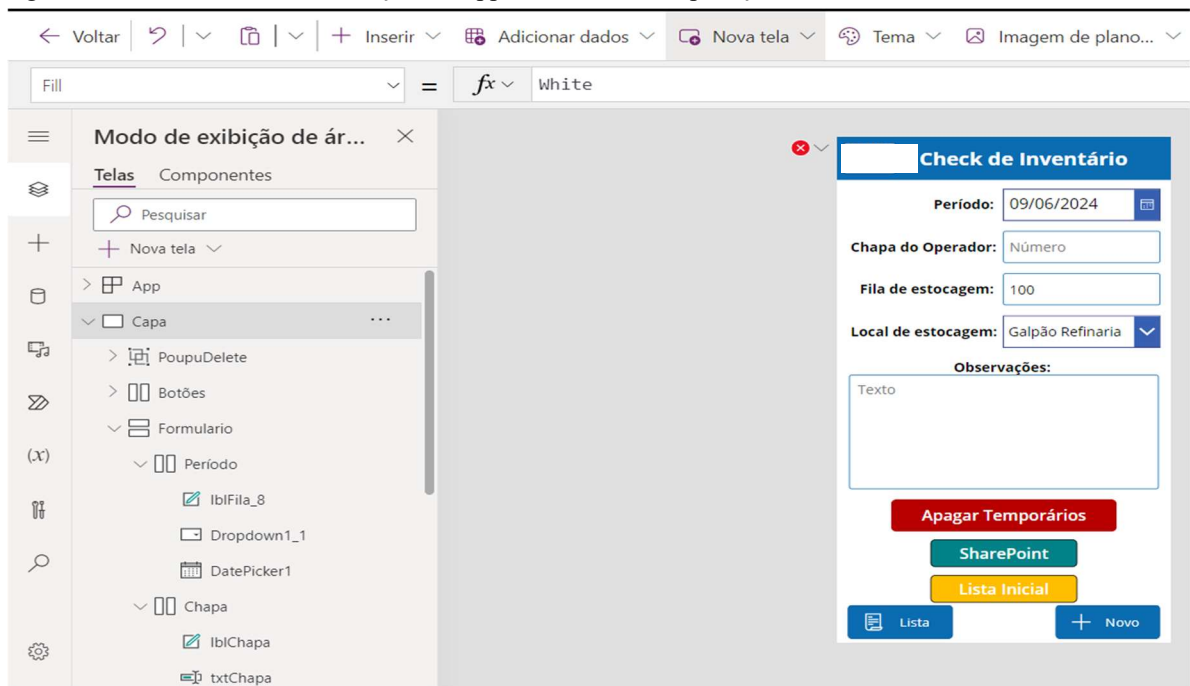 Voltar Inserir Adicionar dados Nova tela Tema Imagem de plano...
Fill = fx White
Modo de exibição de ár...
Telas Componentes
Pesquisar
Nova tela
App
Capa ...
PoupuDelete
Botões
Formulario
Período
lblFila_8
Dropdown1_1
DatePicker1
Chapa
lblChapa
txtChapa
(x)
Check de Inventário
Período: 09/06/2024
Chapa do Operador: Número
Fila de estocagem: 100
Local de estocagem: Galpão Refinaria
Observações:
Texto
Apagar Temporários
SharePoint
Lista Inicial
Lista + Novo